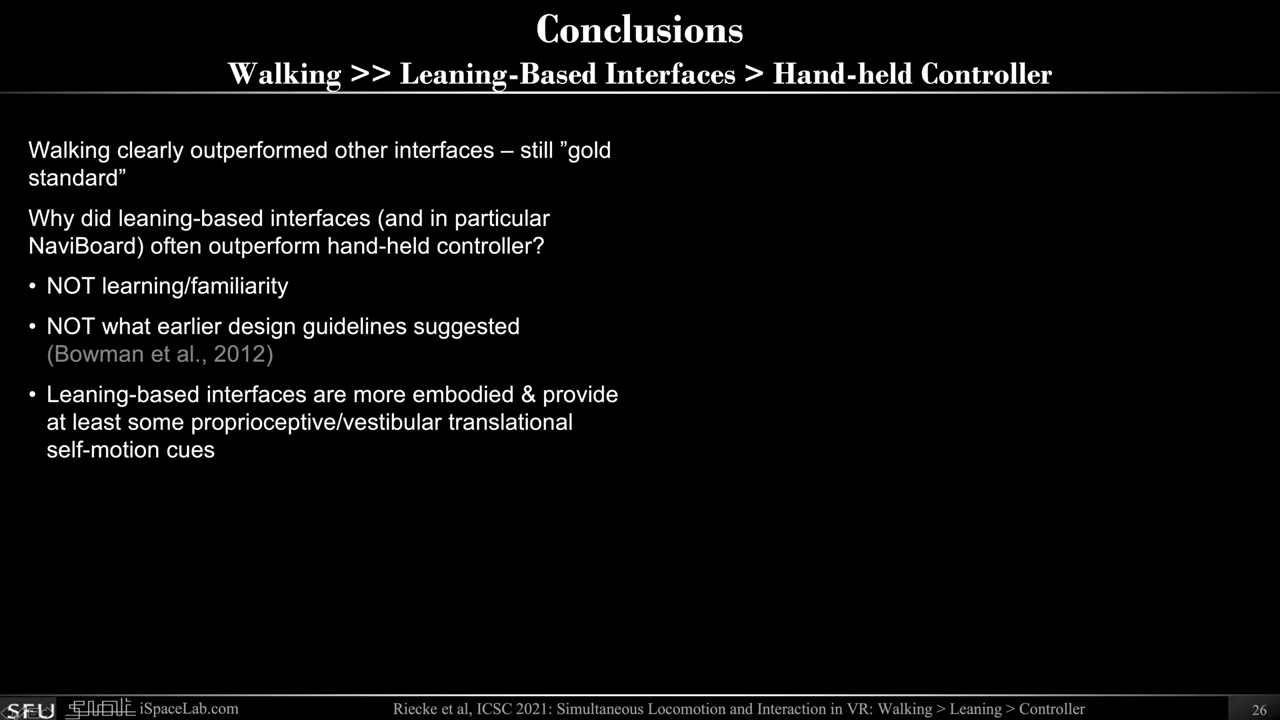 Conclusions
Walking >> Leaning-Based Interfaces > Hand-held Controller
Walking clearly outperformed other interfaces – still ”gold
standard”
Why did leaning-based interfaces (and in particular
NaviBoard) often outperform hand-held controller?
• NOT learning/familiarity
• NOT what earlier design guidelines suggested
(Bowman et al., 2012)
• Leaning-based interfaces are more embodied & provide
at least some proprioceptive/vestibular translational
self-motion cues
SFU iSpaceLab.com Riecke et al, ICSC 2021: Simultaneous Locomotion and Interaction in VR: Walking > Leaning > Controller 26